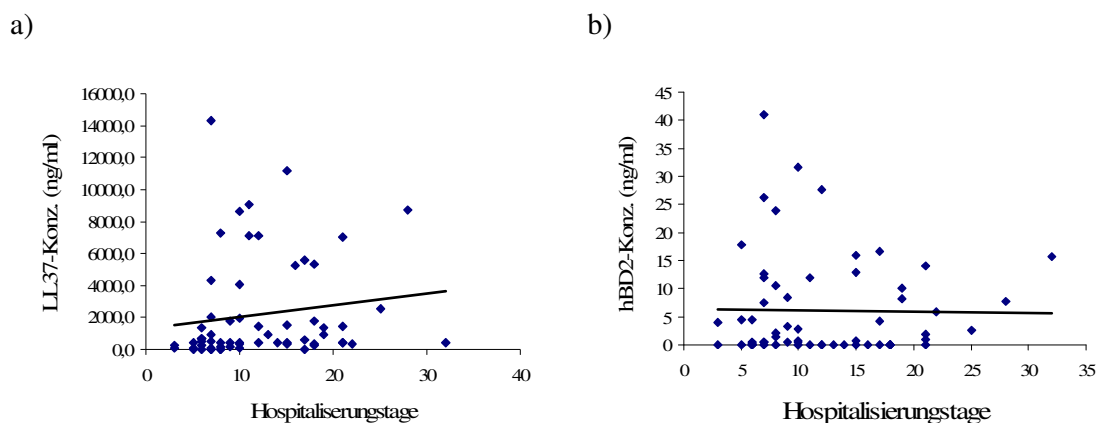 a)
LL37-Konz. (ng/ml)
16000,0
14000,0
12000,0
10000,0
8000,0
6000,0
4000,0
2000,0
0,0
0 10 20 30 40
Hospitaliserungstage
b)
hBD2-Konz. (ng/ml)
45
40
35
30
25
20
15
10
5
0
0 5 10 15 20 25 30 35
Hospitalisierungstage